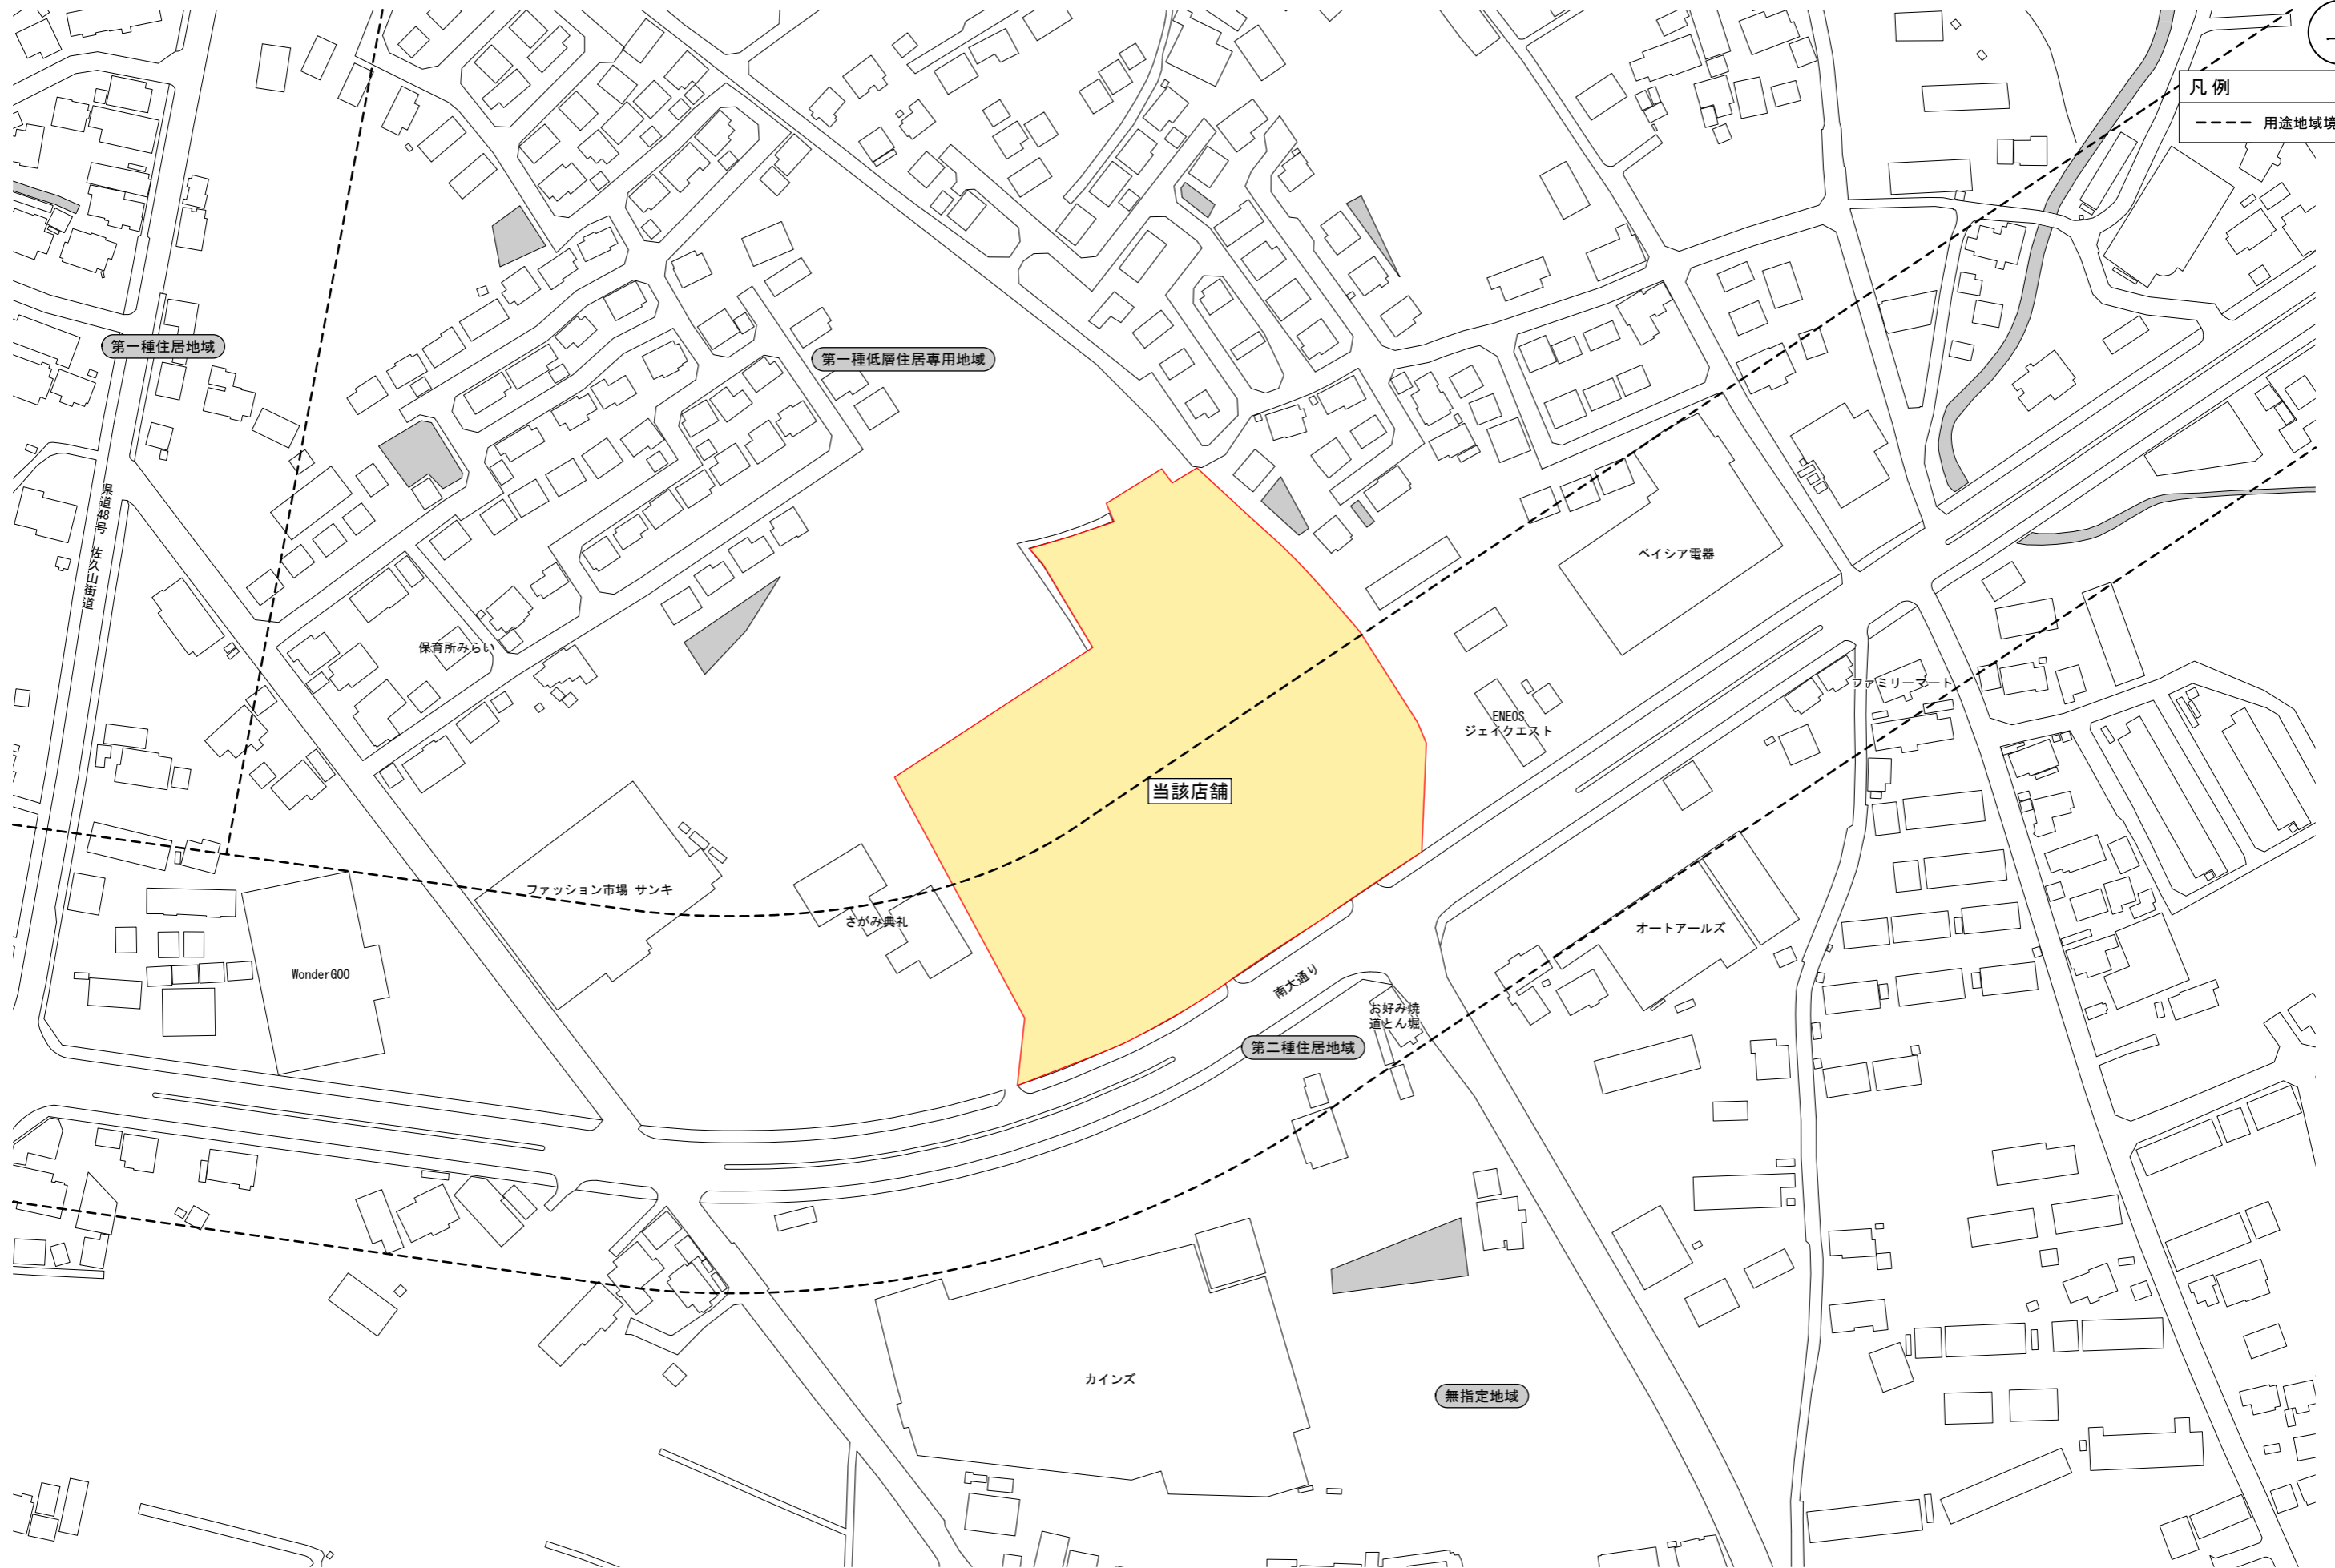 凡例
用途地域境
第一種住居地域
第一種低層住居専用地域
県道48号 佐久山街道
ベイシア電器
保育所みらい
ファミリーマート
ENEOS
ジェイクエスト
当該店舗
ファッション市場 サンキ
さがみ典礼
オートアールズ
WonderGOO
南大通り
お好み焼
道とん堀
第二種住居地域
カインズ
無指定地域